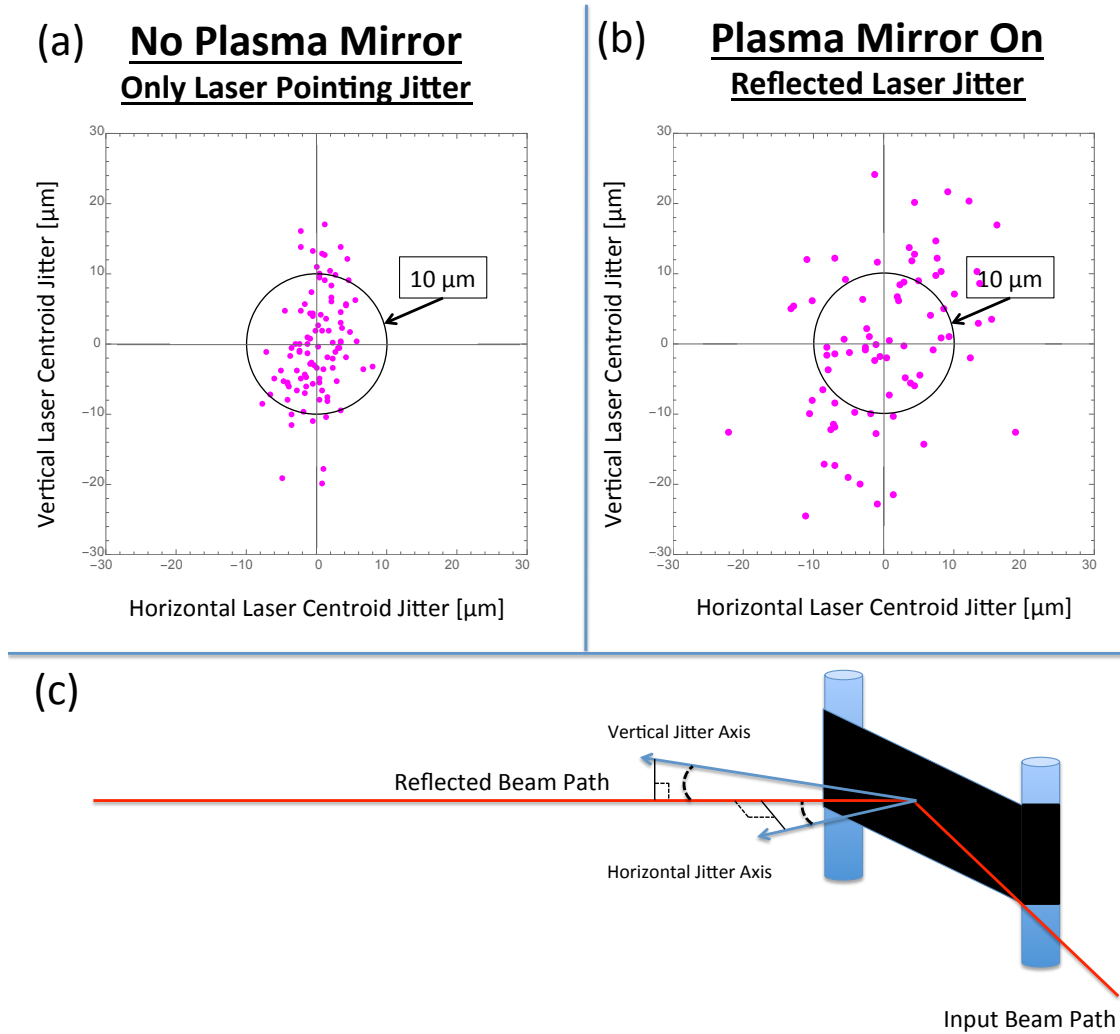 (a)
No Plasma Mirror
Only Laser Pointing Jitter
30
20
10
0
−10
−20
−30
−30
−20
−10
0
10
20
30
10 μm
Vertical Laser Centroid Jitter [μm]
Horizontal Laser Centroid Jitter [μm]
(b)
Plasma Mirror On
Reflected Laser Jitter
30
20
10
0
−10
−20
−30
−30
−20
−10
0
10
20
30
10 μm
Vertical Laser Centroid Jitter [μm]
Horizontal Laser Centroid Jitter [μm]
(c)
Vertical Jitter Axis
Reflected Beam Path
Horizontal Jitter Axis
Input Beam Path